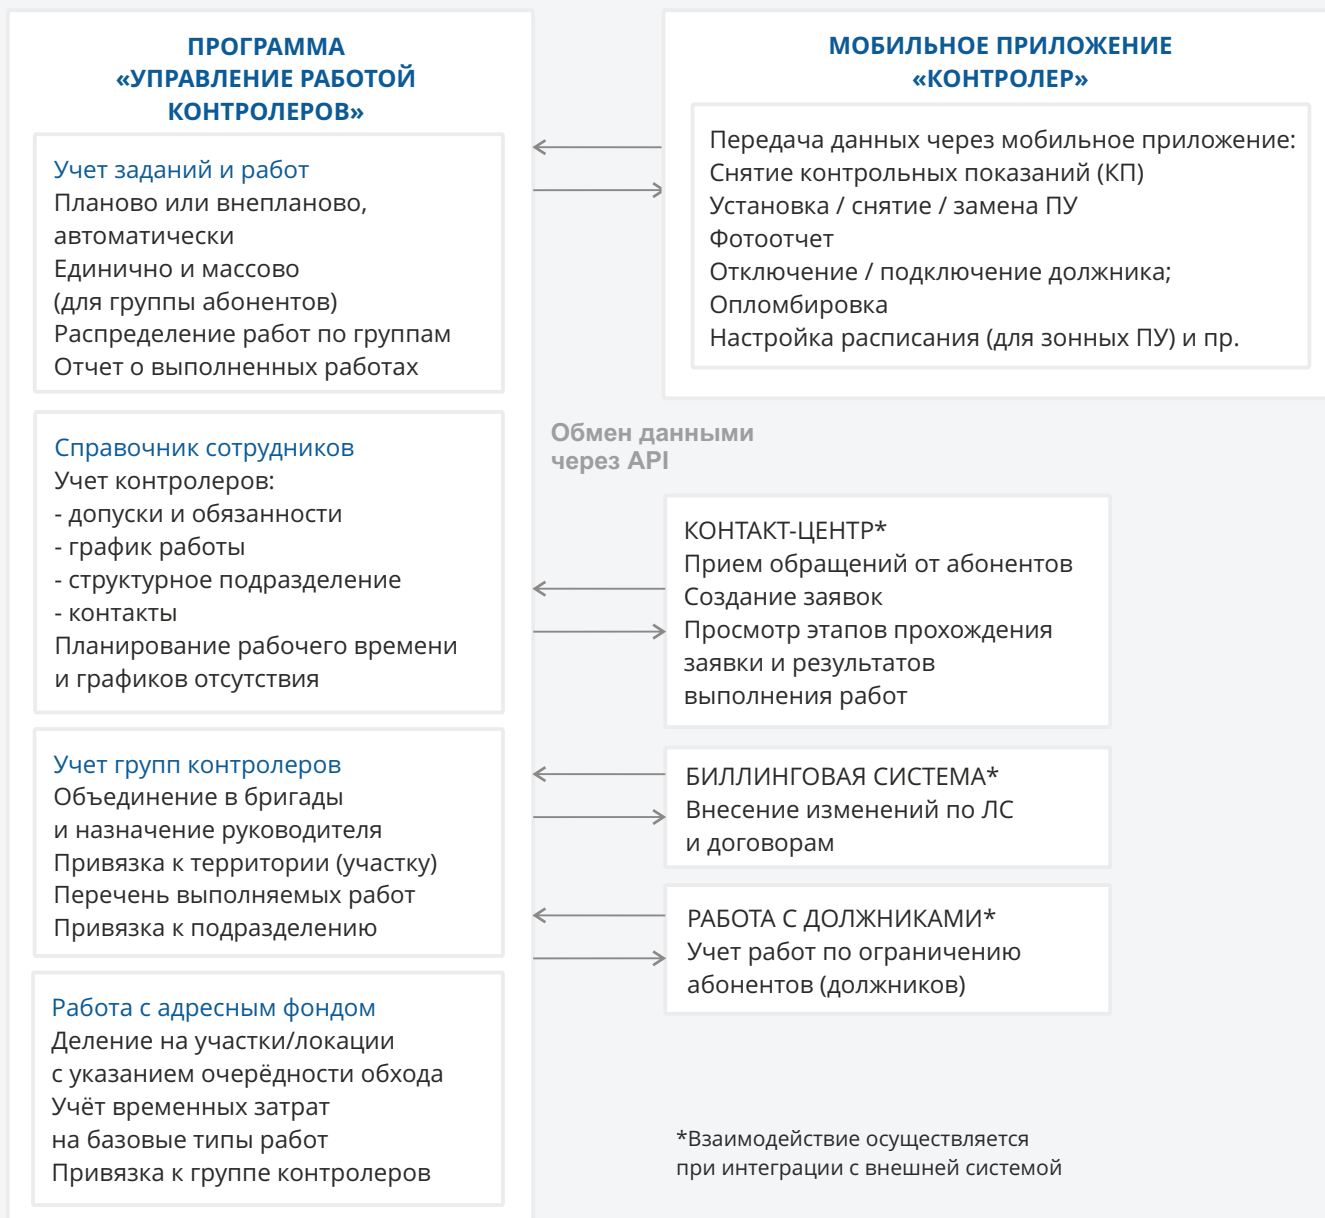 ПРОГРАММА
«УПРАВЛЕНИЕ РАБОТОЙ
КОНТРОЛЕРОВ»
Учет заданий и работ
Планово или внепланово,
автоматически
Единично и массово
(для группы абонентов)
Распределение работ по группам
Отчет о выполненных работах
Справочник сотрудников
Учет контролеров:
- допуски и обязанности
- график работы
- структурное подразделение
- контакты
Планирование рабочего времени
и графиков отсутствия
Учет групп контролеров
Объединение в бригады
и назначение руководителя
Привязка к территории (участку)
Перечень выполняемых работ
Привязка к подразделению
Работа с адресным фондом
Деление на участки/локации
с указанием очерёдности обхода
Учёт временных затрат
на базовые типы работ
Привязка к группе контролеров
МОБИЛЬНОЕ ПРИЛОЖЕНИЕ
«КОНТРОЛЕР»
Передача данных через мобильное приложение:
Снятие контрольных показаний (КП)
Установка / снятие / замена ПУ
Фотоотчет
Отключение / подключение должника;
Опломбировка
Настройка расписания (для зонных ПУ) и пр.
Обмен данными
через API
КОНТАКТ-ЦЕНТР*
Прием обращений от абонентов
Создание заявок
Просмотр этапов прохождения
заявки и результатов
выполнения работ
БИЛЛИНГОВАЯ СИСТЕМА*
Внесение изменений по ЛС
и договорам
РАБОТА С ДОЛЖНИКАМИ*
Учет работ по ограничению
абонентов (должников)
*Взаимодействие осуществляется
при интеграции с внешней системой